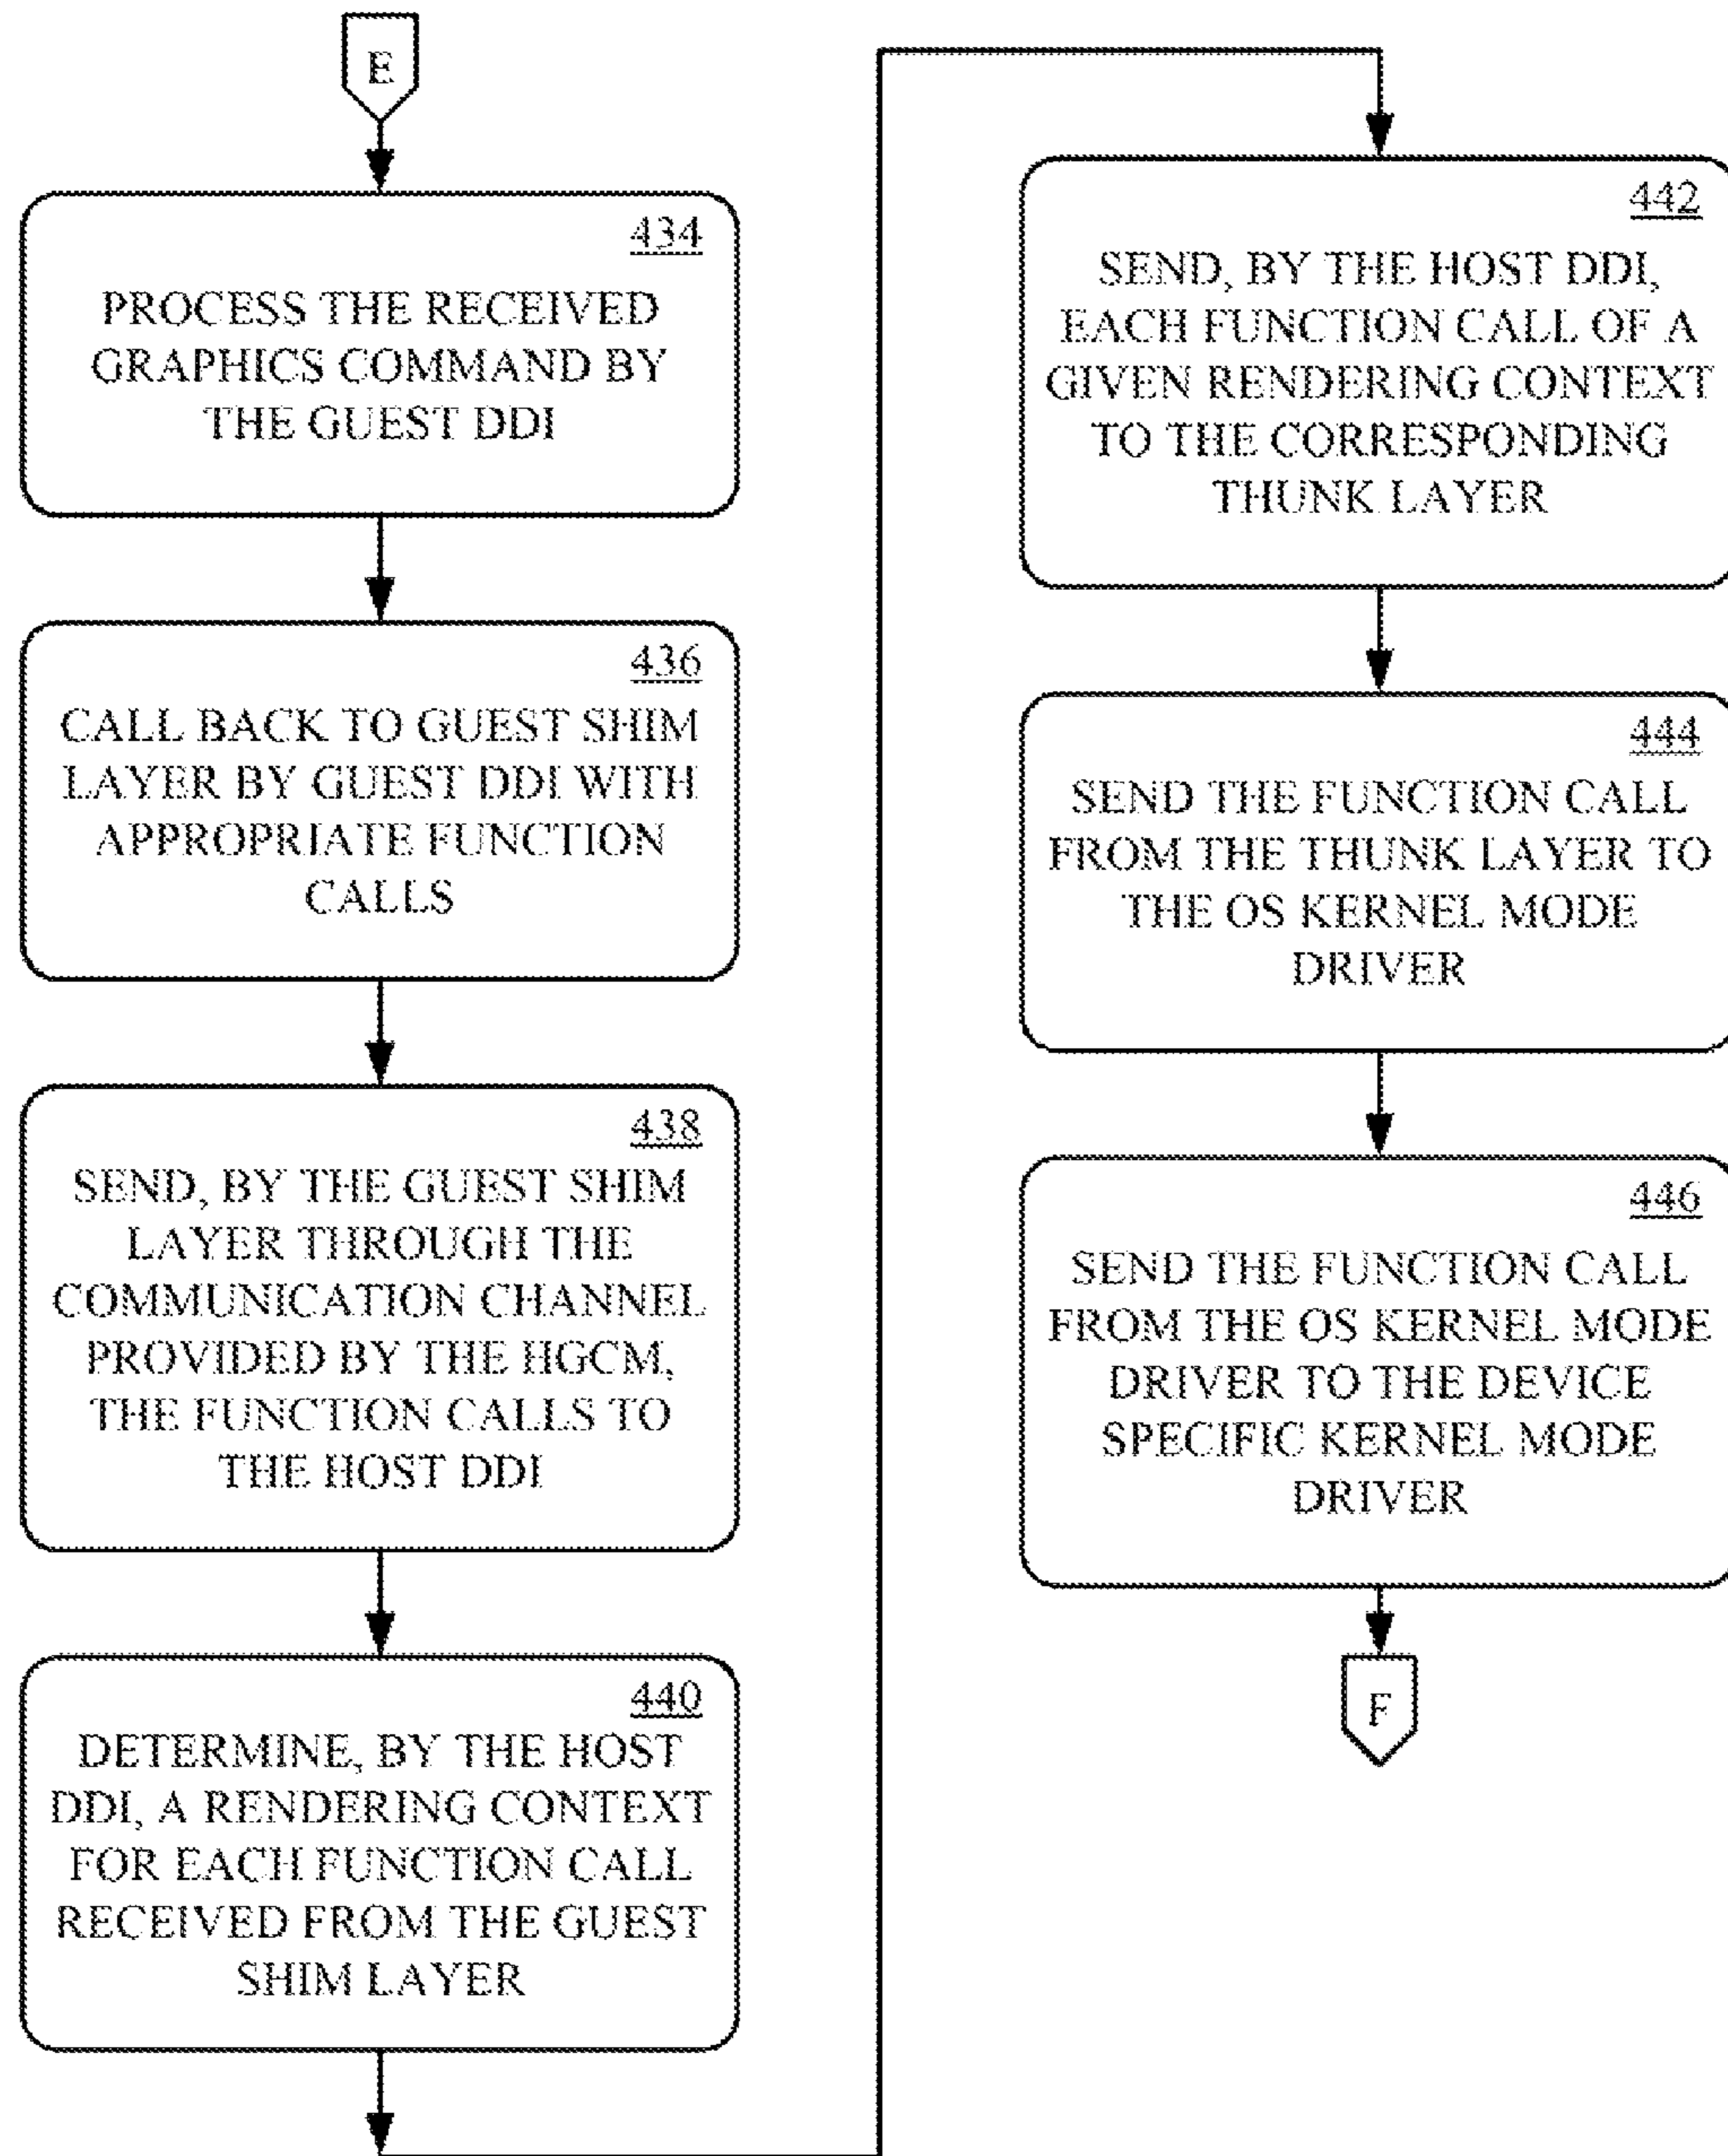 E
434
PROCESS THE RECEIVED
GRAPHICS COMMAND BY
THE GUEST DDI
436
CALL BACK TO GUEST SHIM
LAYER BY GUEST DDI WITH
APPROPRIATE FUNCTION
CALLS
438
SEND, BY THE GUEST SHIM
LAYER THROUGH THE
COMMUNICATION CHANNEL
PROVIDED BY THE HGCM,
THE FUNCTION CALLS TO
THE HOST DDI
440
DETERMINE, BY THE HOST
DDI, A RENDERING CONTEXT
FOR EACH FUNCTION CALL
RECEIVED FROM THE GUEST
SHIM LAYER
442
SEND, BY THE HOST DDI,
EACH FUNCTION CALL OF A
GIVEN RENDERING CONTEXT
TO THE CORRESPONDING
THUNK LAYER
444
SEND THE FUNCTION CALL
FROM THE THUNK LAYER TO
THE OS KERNEL MODE
DRIVER
446
SEND THE FUNCTION CALL
FROM THE OS KERNEL MODE
DRIVER TO THE DEVICE
SPECIFIC KERNEL MODE
DRIVER
F